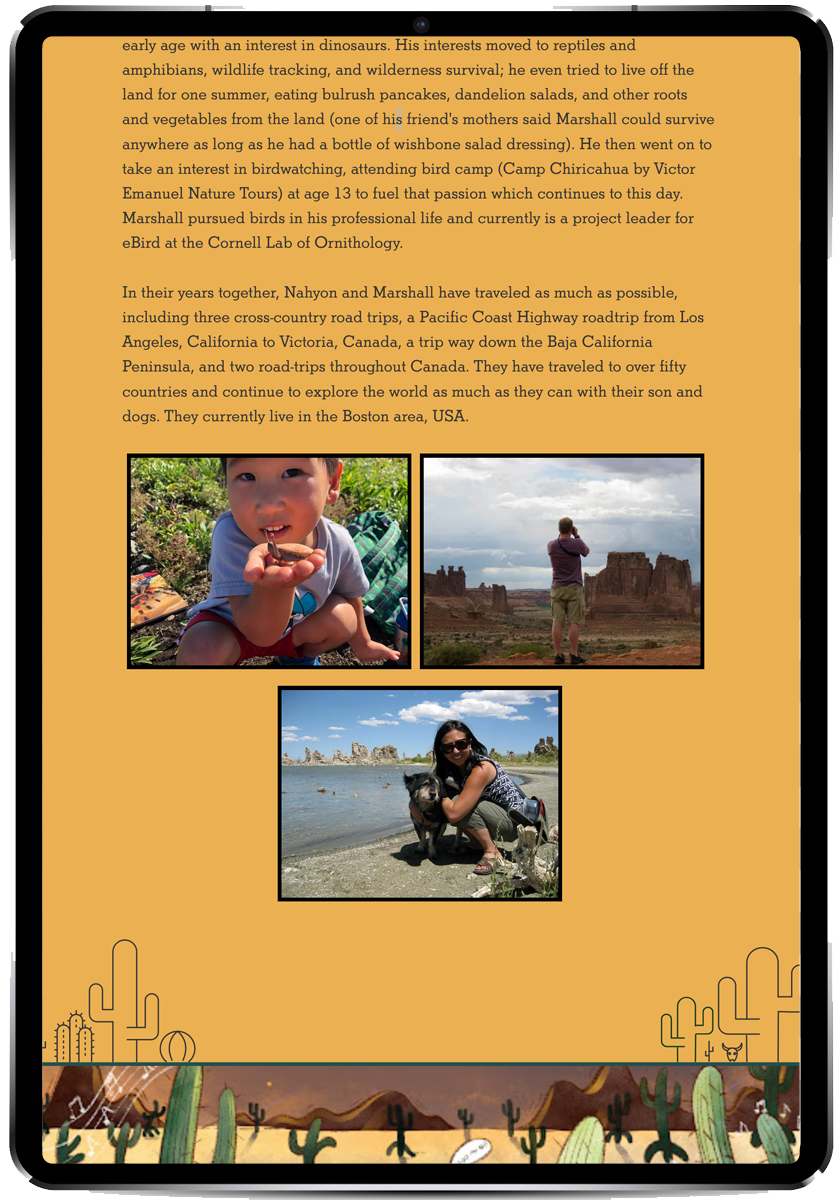 early age with an interest in dinosaurs. His interests moved to reptiles and
amphibians, wildlife tracking, and wilderness survival; he even tried to live off the
land for one summer, eating bulrush pancakes, dandelion salads, and other roots
and vegetables from the land (one of his friend's mothers said Marshall could survive
anywhere as long as he had a bottle of wishbone salad dressing). He then went on to
take an interest in birdwatching, attending bird camp (Camp Chiricahua by Victor
Emanuel Nature Tours) at age 13 to fuel that passion which continues to this day.
Marshall pursued birds in his professional life and currently is a project leader for
eBird at the Cornell Lab of Ornithology.
In their years together, Nahyon and Marshall have traveled as much as possible,
including three cross-country road trips, a Pacific Coast Highway roadtrip from Los
Angeles, California to Victoria, Canada, a trip way down the Baja California
Peninsula, and two road-trips throughout Canada. They have traveled to over fifty
countries and continue to explore the world as much as they can with their son and
dogs. They currently live in the Boston area, USA.